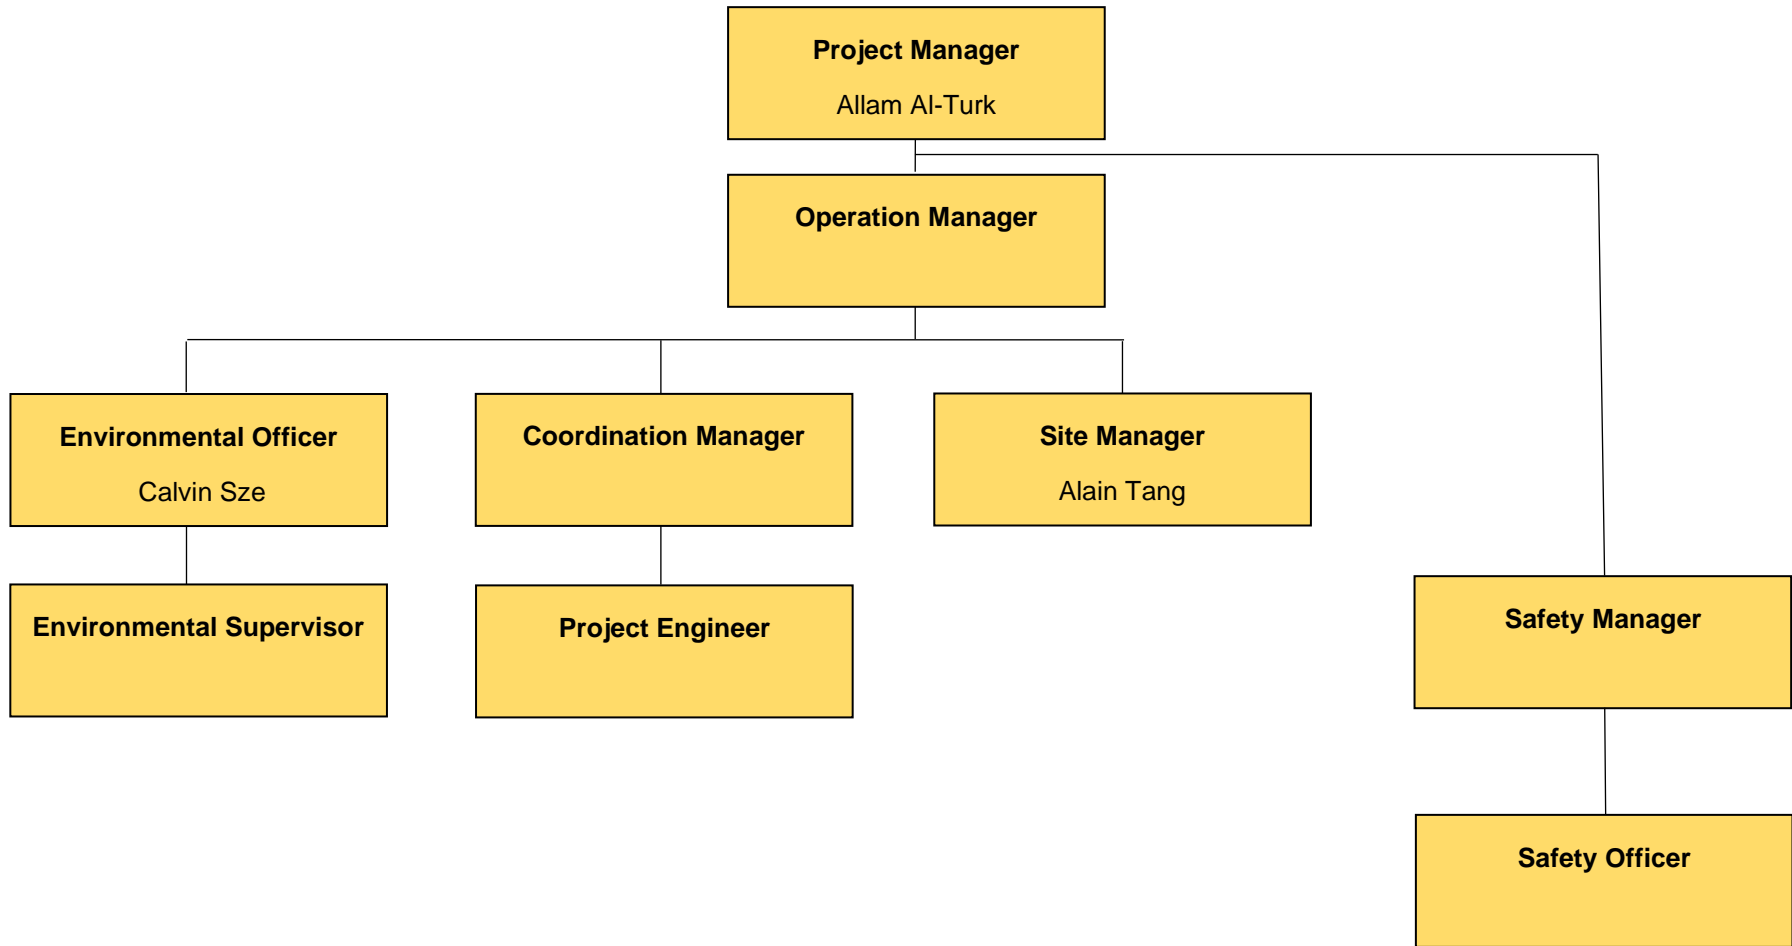 Project Manager
Allam Al-Turk
Operation Manager
Environmental Officer
Calvin Sze
Coordination Manager
Site Manager
Alain Tang
Environmental Supervisor
Project Engineer
Safety Manager
Safety Officer